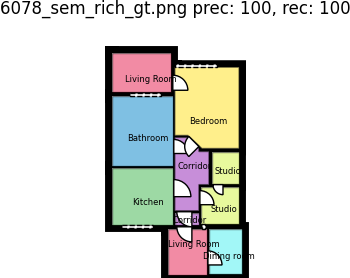 6078_sem_rich_gt.png prec: 100, rec: 100
Living Room
Bedroom
Bathroom
Corridor
Studio
Kitchen
Studio
Corridor
Living Room
Dining room